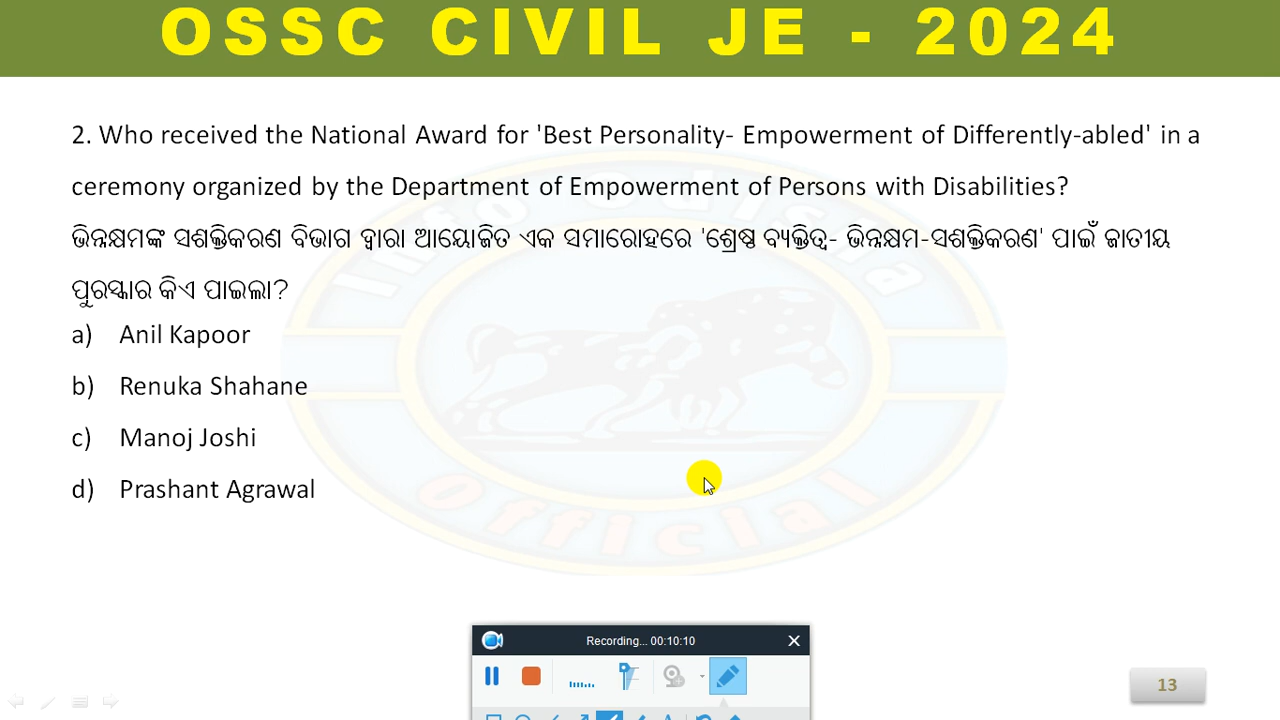 OSSC CIVIL JE - 2024
2. Who received the National Award for 'Best Personality- Empowerment of Differently-abled' in a
ceremony organized by the Department of Empowerment of Persons with Disabilities?
ଭିନ୍ନକ୍ଷମଙ୍କ ସଶକ୍ତିକରଣ ବିଭାଗ ଦ୍ୱାରା ଆୟୋଜିତ ଏକ ସମାରୋହରେ 'ଶ୍ରେଷ୍ଠ ବ୍ୟକ୍ତିତ୍ୱ- ଭିନ୍ନକ୍ଷମ-ସଶକ୍ତିକରଣ' ପାଇଁ ଜାତୀୟ
ପୁରସ୍କାର କିଏ ପାଇଲା?
a) Anil Kapoor
b) Renuka Shahane
c) Manoj Joshi
d) Prashant Agrawal
Info Odisha
Official
Recording... 00:10:10
13